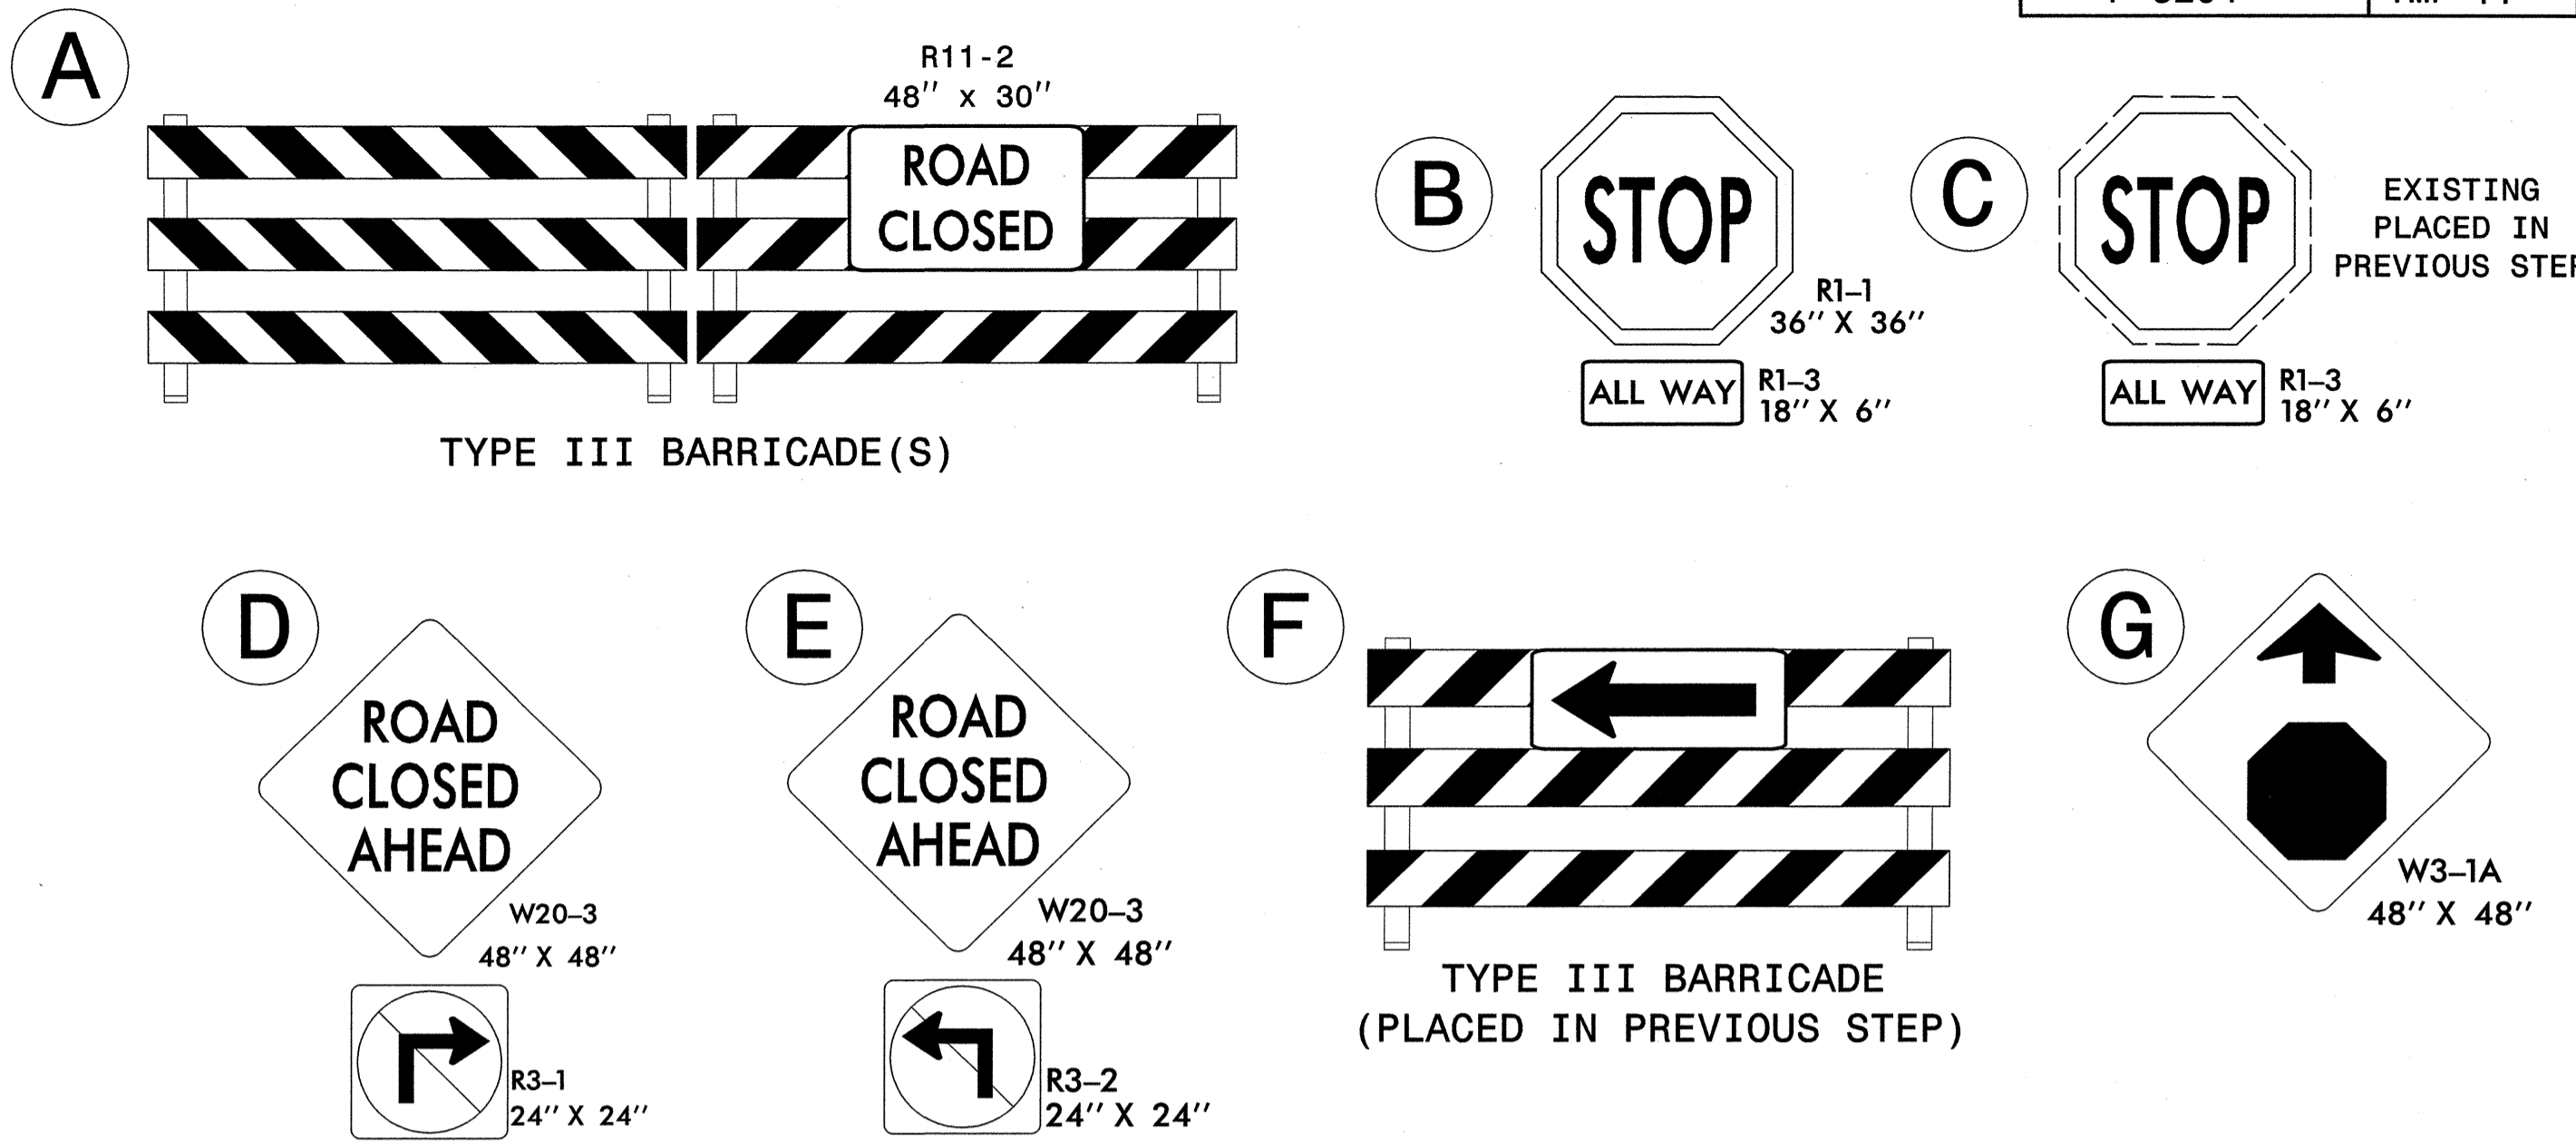 A
R11-2
48" x 30"
ROAD
CLOSED
TYPE III BARRICADE(S)
B
STOP
R1-1
36" X 36"
ALL WAY
R1-3
18" X 6"
C
STOP
EXISTING
PLACED IN
PREVIOUS STEP
ALL WAY
R1-3
18" X 6"
D
ROAD
CLOSED
AHEAD
W20-3
48" X 48"
R3-1
24" X 24"
E
ROAD
CLOSED
AHEAD
W20-3
48" X 48"
R3-2
24" X 24"
F
TYPE III BARRICADE
(PLACED IN PREVIOUS STEP)
G
W3-1A
48" X 48"